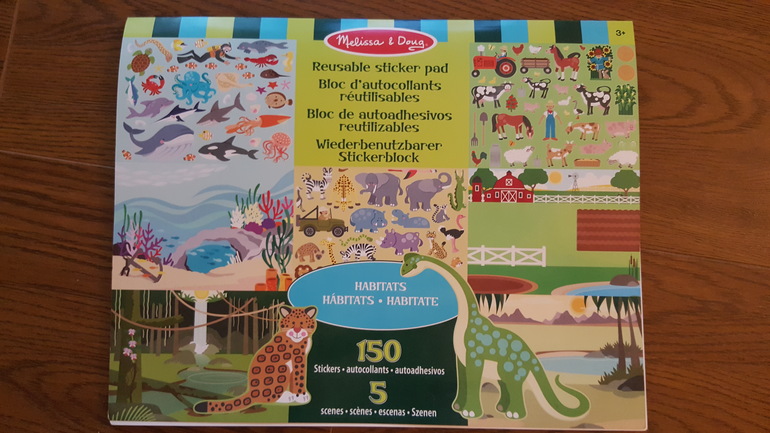 Melissa & Doug
3+
Reusable sticker pad
Bloc d'autocollants
réutilisables
Bloc de autoadhesivos
reutilizables
Wiederbenutzbarer
Stickerblock
HABITATS
HÁBITATS • HABITATE
150
Stickers • autocollants • autoadhesivos
5
scenes • scènes • escenas • Szenen